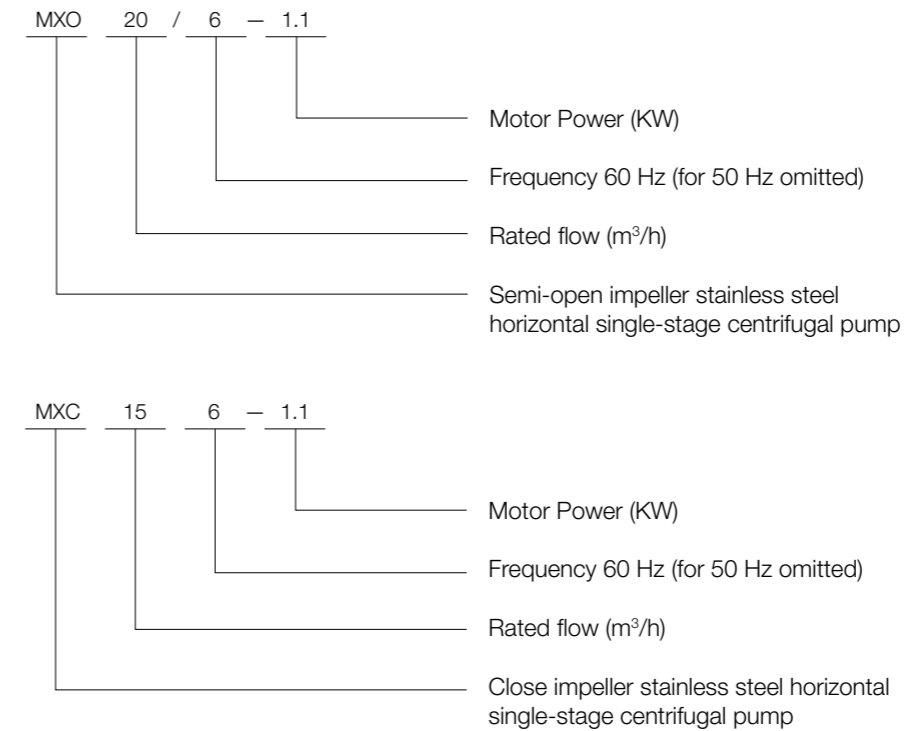 MXO 20 / 6 — 1.1
Motor Power (KW)
Frequency 60 Hz (for 50 Hz omitted)
Rated flow (m³/h)
Semi-open impeller stainless steel
horizontal single-stage centrifugal pump
MXC 15 6 — 1.1
Motor Power (KW)
Frequency 60 Hz (for 50 Hz omitted)
Rated flow (m³/h)
Close impeller stainless steel horizontal
single-stage centrifugal pump